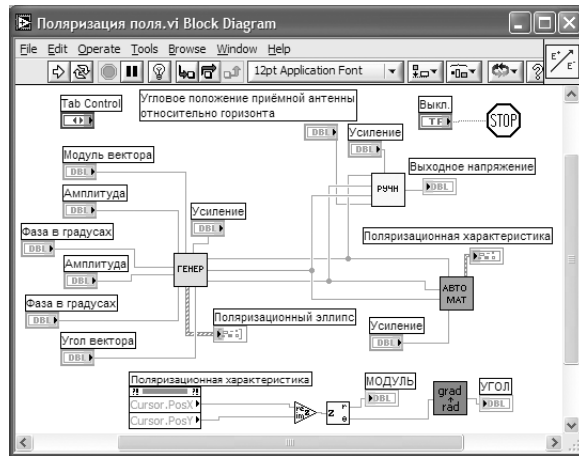 Поляризация поля.vi Block Diagram
File Edit Operate Tools Browse Window Help
12pt Application Font
E+
E-
Tab Control
Угловое положение приёмной антенны
относительно горизонта
Выкл.
TF
STOP
DBL
Усиление
DBL
Модуль вектора
DBL
Выходное напряжение
РУЧН
DBL
Амплитуда
DBL
Усиление
DBL
Фаза в градусах
DBL
Поляризационная характеристика
Амплитуда
DBL
ГЕНЕР
АВТО
МАТ
Фаза в градусах
DBL
Поляризационный эллипс
Усиление
DBL
Угол вектора
DBL
Поляризационная характеристика
МОДУЛЬ
DBL
grad
rad
УГОЛ
DBL
?! ?!
Cursor.PosX
Cursor.PosY
re
im
z
z
r
θ